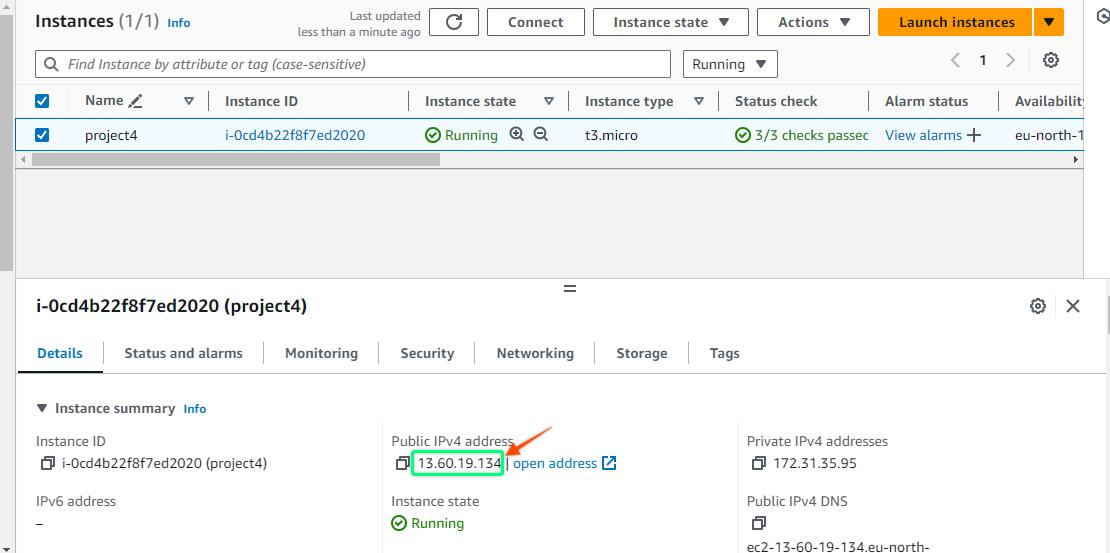 Instances (1/1) Info
Last updated
less than a minute ago
Connect
Instance state
Actions
Launch instances
Find Instance by attribute or tag (case-sensitive)
Running
1
Name Instance ID Instance state Instance type Status check Alarm status Availability
project4 i-0cd4b22f8f7ed2020 Running t3.micro 3/3 checks passec View alarms eu-north-1
i-0cd4b22f8f7ed2020 (project4)
Details Status and alarms Monitoring Security Networking Storage Tags
Instance summary Info
Instance ID Public IPv4 address Private IPv4 addresses
i-0cd4b22f8f7ed2020 (project4) 13.60.19.134 | open address 172.31.35.95
IPv6 address Instance state Public IPv4 DNS
– Running
ec2-13-60-19-134.eu-north-